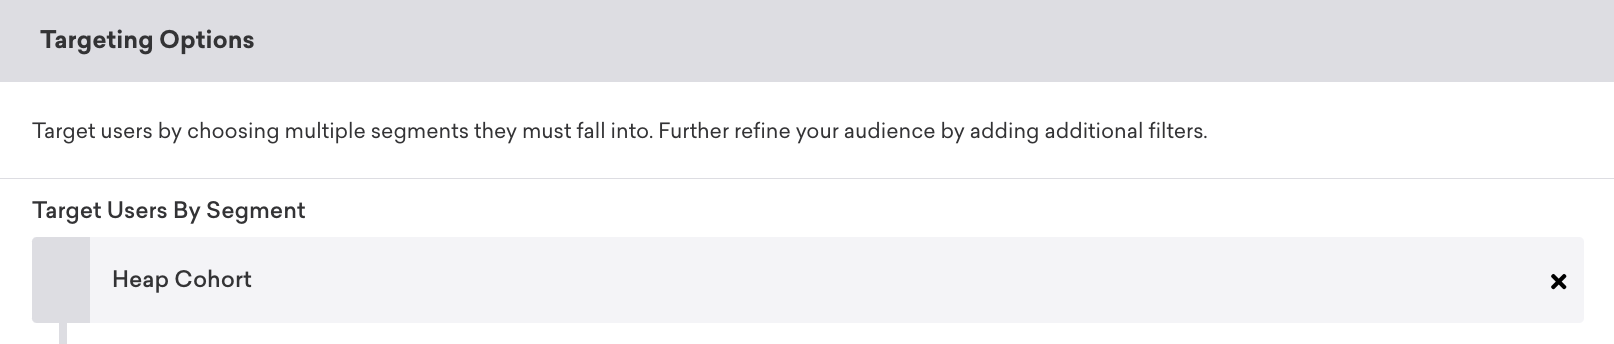 Targeting Options
Target users by choosing multiple segments they must fall into. Further refine your audience by adding additional filters.
Target Users By Segment
Heap Cohort